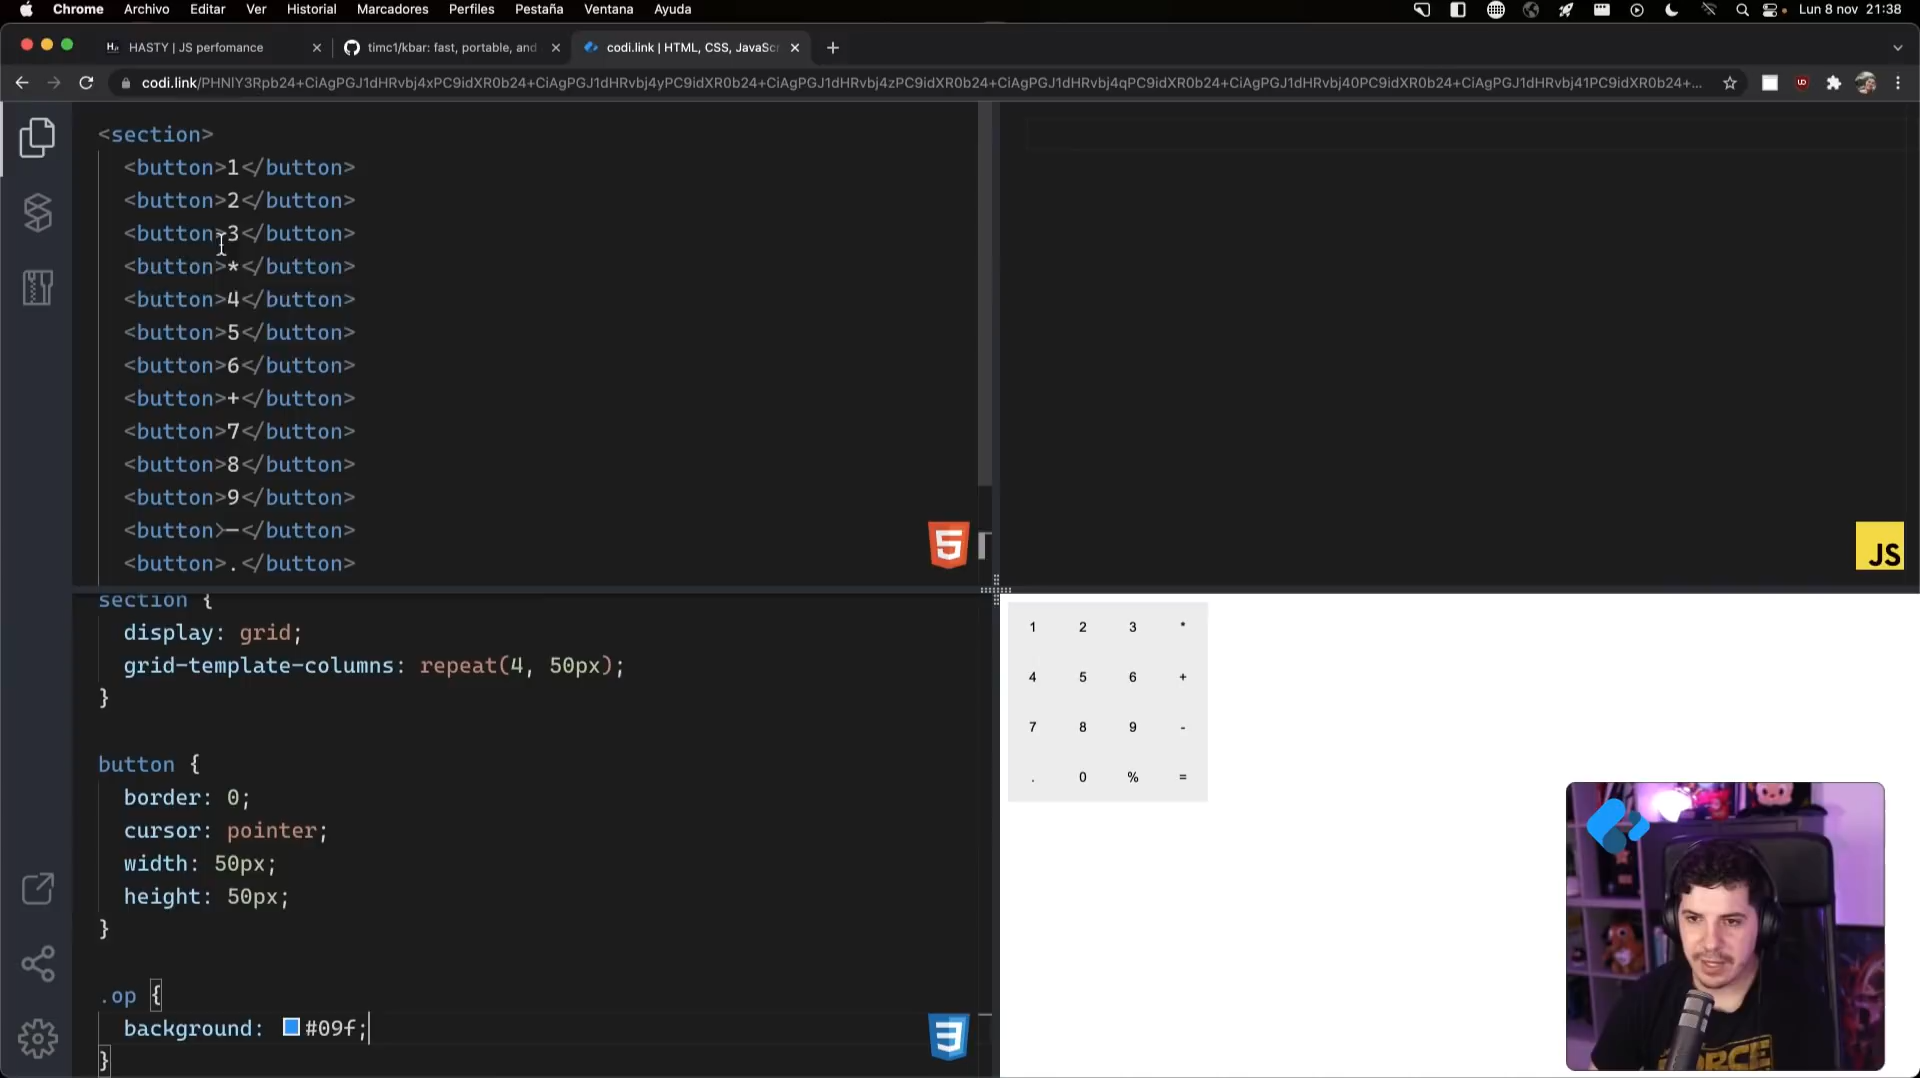 Chrome Archivo Editar Ver Historial Marcadores Perfiles Pestaña Ventana Ayuda Lun 8 nov 21:38
HASTY | JS perfomance
timc1/kbar: fast, portable, and
codi.link | HTML, CSS, JavaScr
codi.link/PHNlY3Rpb24+CiAgPGJ1dHRvbj4xPC9idXR0b24+CiAgPGJ1dHRvbj4yPC9idXR0b24+CiAgPGJ1dHRvbj4zPC9idXR0b24+CiAgPGJ1dHRvbj4qPC9idXR0b24+CiAgPGJ1dHRvbj40PC9idXR0b24+CiAgPGJ1dHRvbj41PC9idXR0b24+...
<section>
<button>1</button>
<button>2</button>
<button>3</button>
<button>*</button>
<button>4</button>
<button>5</button>
<button>6</button>
<button>+</button>
<button>7</button>
<button>8</button>
<button>9</button>
<button>-</button>
<button>.</button>
5
JS
section {
display: grid;
grid-template-columns: repeat(4, 50px);
}
button {
border: 0;
cursor: pointer;
width: 50px;
height: 50px;
}
.op {
background: #09f;
}
3
1 2 3 *
4 5 6 +
7 8 9 -
. 0 % =
FORCE